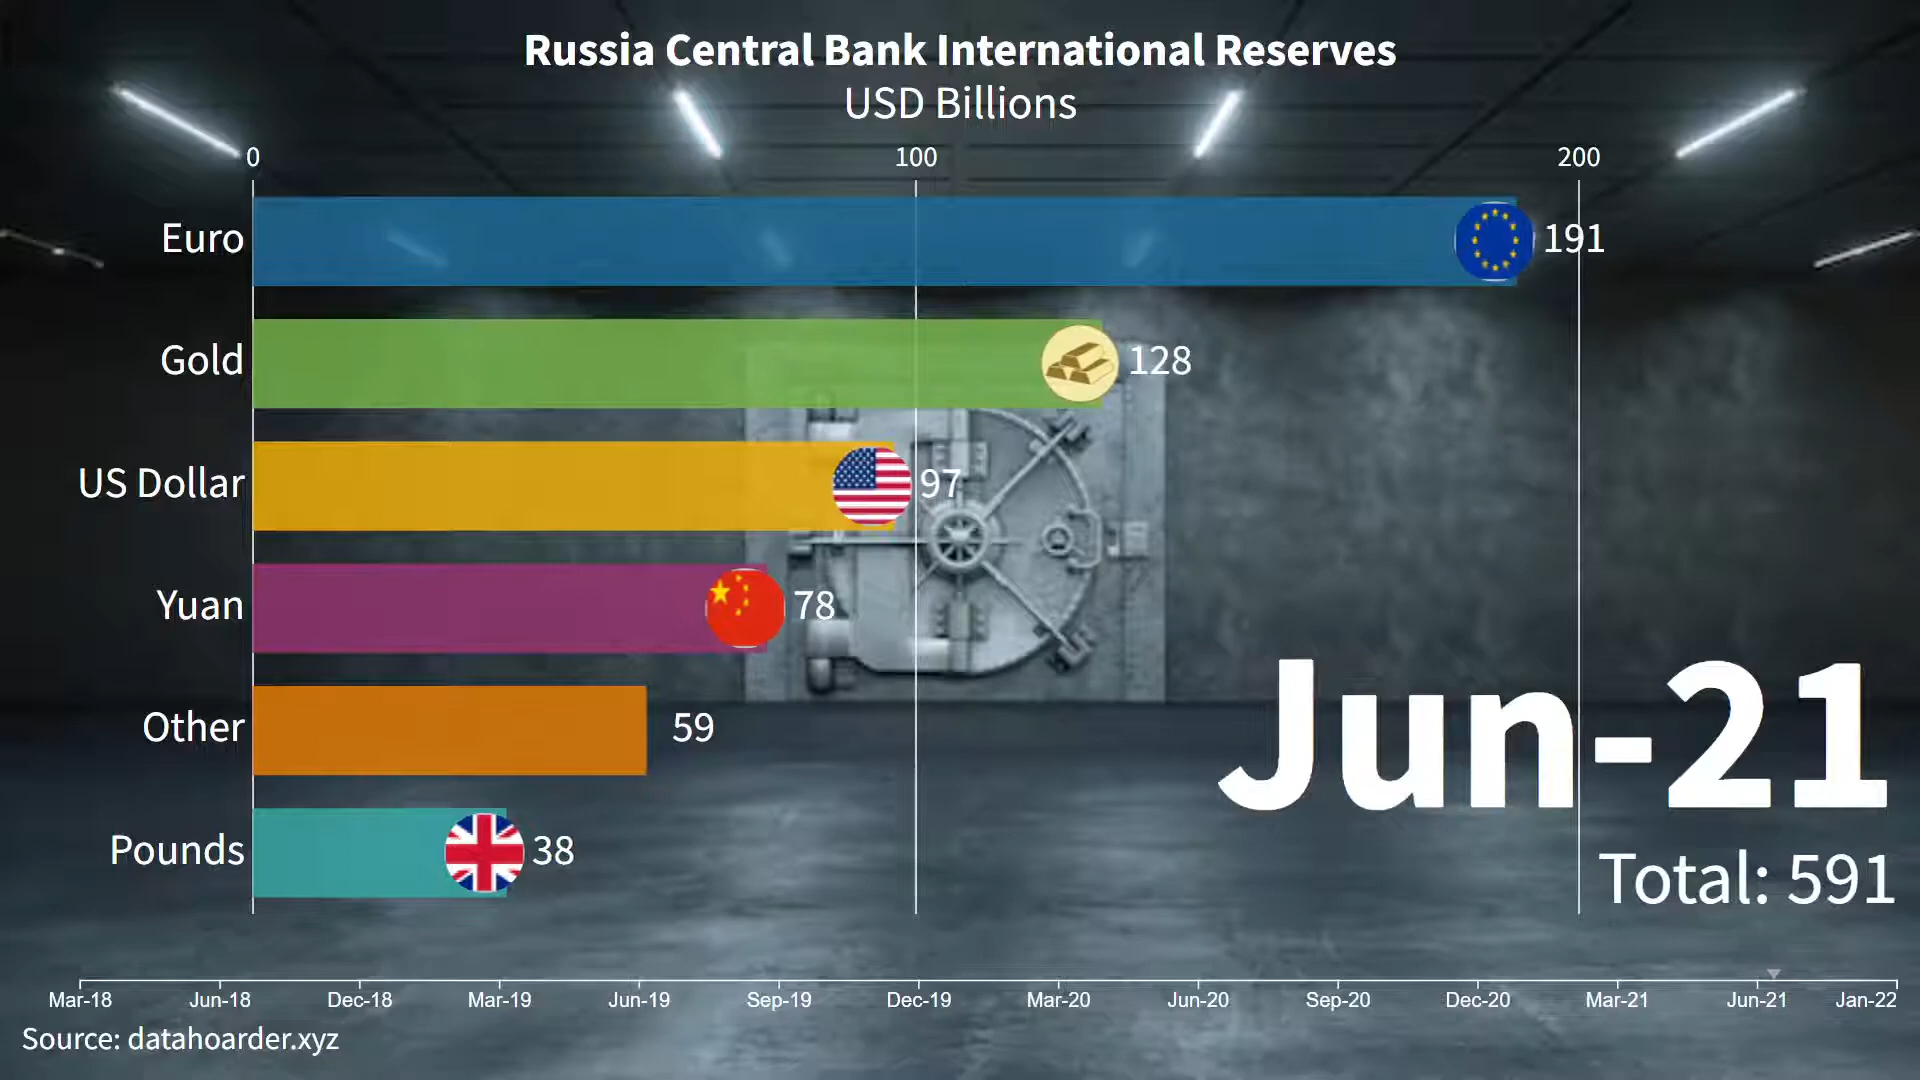 Russia Central Bank International Reserves
USD Billions
0 100 200
Euro 191
Gold 128
US Dollar 97
Yuan 78
Other 59
Pounds 38
Jun-21
Total: 591
Mar-18 Jun-18 Dec-18 Mar-19 Jun-19 Sep-19 Dec-19 Mar-20 Jun-20 Sep-20 Dec-20 Mar-21 Jun-21 Jan-22
Source: datahoarder.xyz